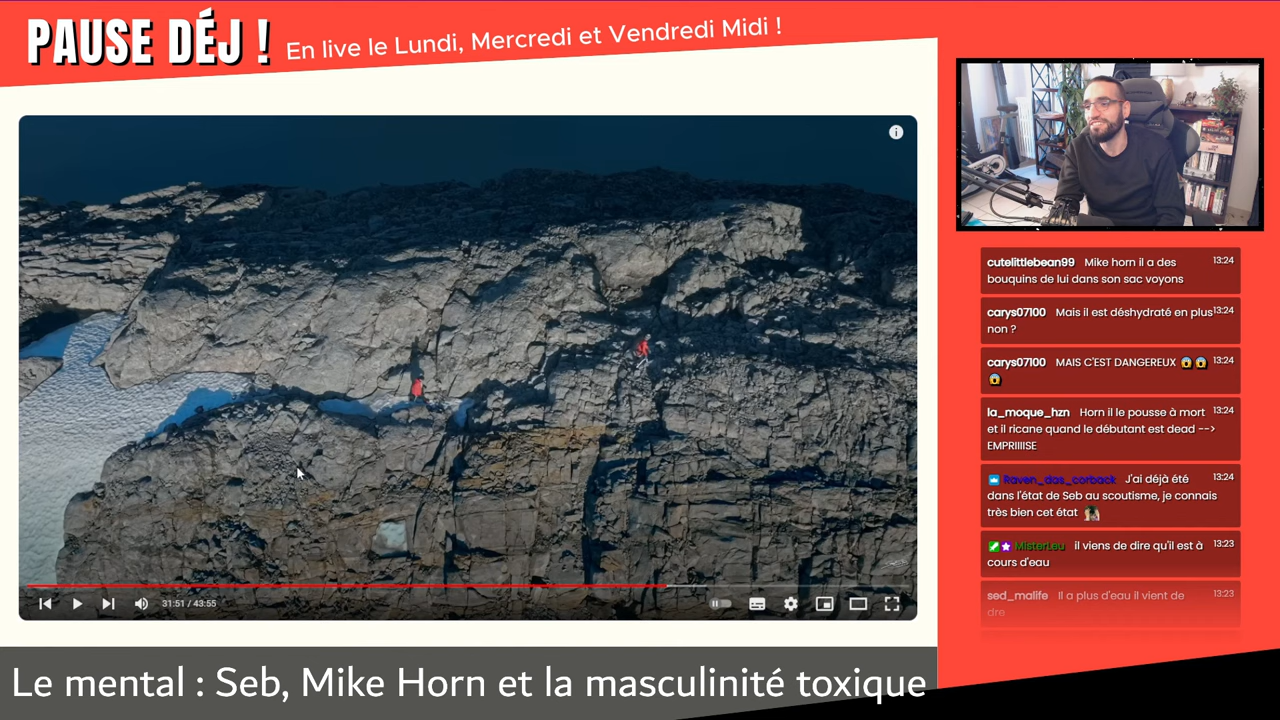 PAUSE DÉJ !
En live le Lundi, Mercredi et Vendredi Midi !
31:51 / 43:55
cutelittlebean99 Mike horn il a des 13:24
bouquins de lui dans son sac voyons
carys07100 Mais il est déshydraté en plus 13:24
non ?
carys07100 MAIS C'EST DANGEREUX 😱 😱 13:24
😱
la_moque_hzn Horn il le pousse à mort 13:24
et il ricane quand le débutant est dead -->
EMPRIIIISE
Raven_das_corback J'ai déjà été 13:24
dans l'état de Seb au scoutisme, je connais
très bien cet état
MisterLeu il viens de dire qu'il est à 13:23
cours d'eau
sed_malife Il a plus d'eau il vient de 13:23
dre
Le mental : Seb, Mike Horn et la masculinité toxique